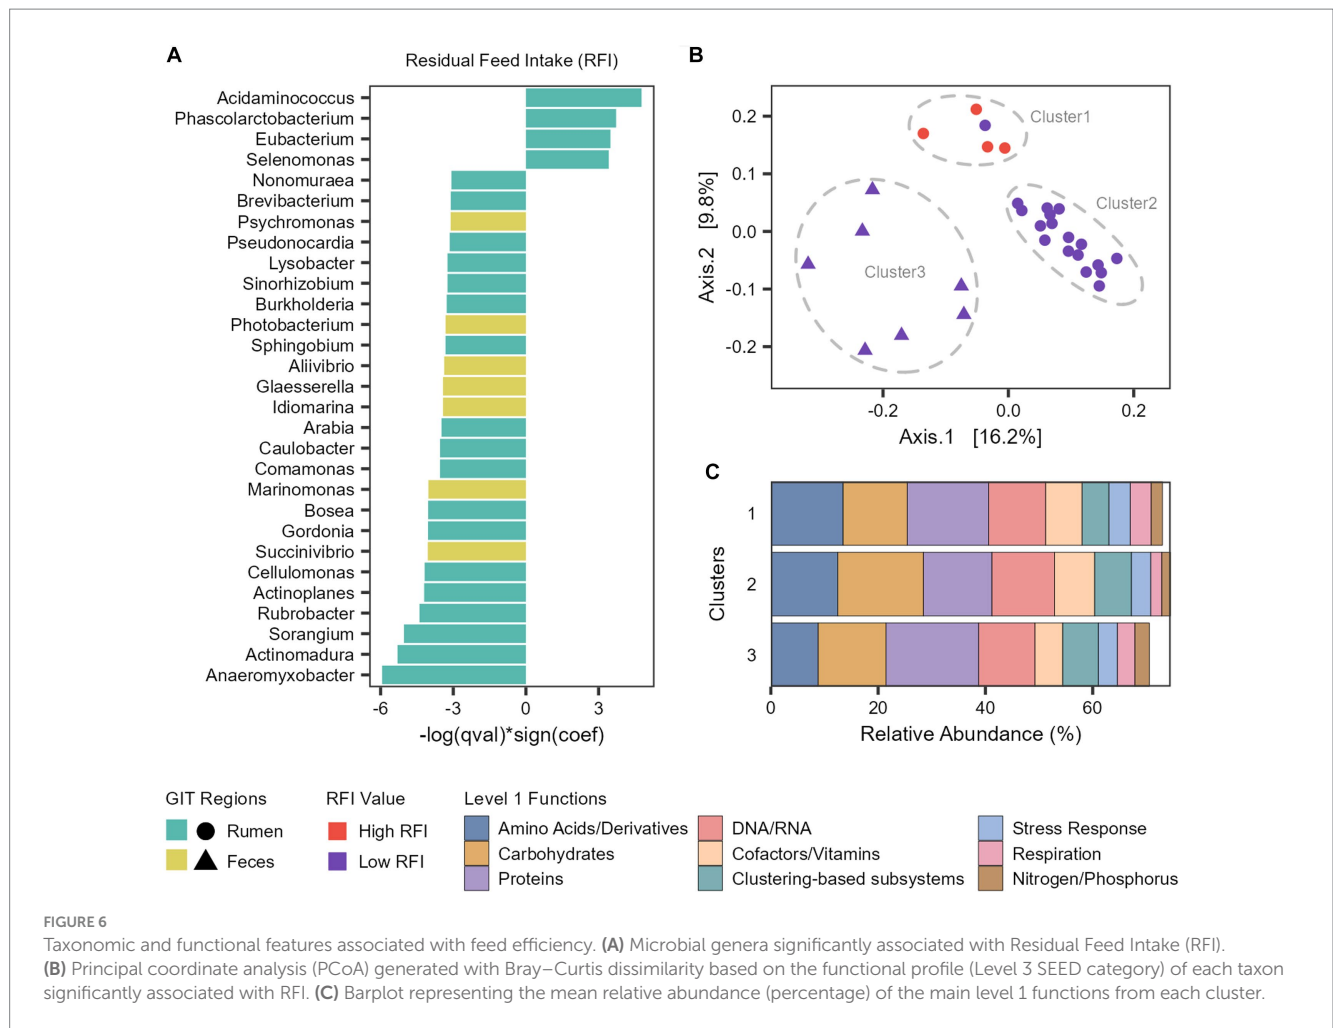 A
Residual Feed Intake (RFI)
Acidaminococcus
Phascolarctobacterium
Eubacterium
Selenomonas
Nonomuraea
Brevibacterium
Psychromonas
Pseudonocardia
Lysobacter
Sinorhizobium
Burkholderia
Photobacterium
Sphingobium
Aliivibrio
Glaesserella
Idiomarina
Arabia
Caulobacter
Comamonas
Marinomonas
Bosea
Gordonia
Succinivibrio
Cellulomonas
Actinoplanes
Rubrobacter
Sorangium
Actinomadura
Anaeromyxobacter
-6 -3 0 3
-log(qval)*sign(coef)
B
Axis.2 [9.8%]
0.2
0.1
0.0
-0.1
-0.2
Cluster1
Cluster2
Cluster3
-0.2 0.0 0.2
Axis.1 [16.2%]
C
Clusters
1
2
3
0 20 40 60
Relative Abundance (%)
GIT Regions
Rumen
Feces
RFI Value
High RFI
Low RFI
Level 1 Functions
Amino Acids/Derivatives
Carbohydrates
Proteins
DNA/RNA
Cofactors/Vitamins
Clustering-based subsystems
Stress Response
Respiration
Nitrogen/Phosphorus
FIGURE 6
Taxonomic and functional features associated with feed efficiency. (A) Microbial genera significantly associated with Residual Feed Intake (RFI).
(B) Principal coordinate analysis (PCoA) generated with Bray–Curtis dissimilarity based on the functional profile (Level 3 SEED category) of each taxon
significantly associated with RFI. (C) Barplot representing the mean relative abundance (percentage) of the main level 1 functions from each cluster.